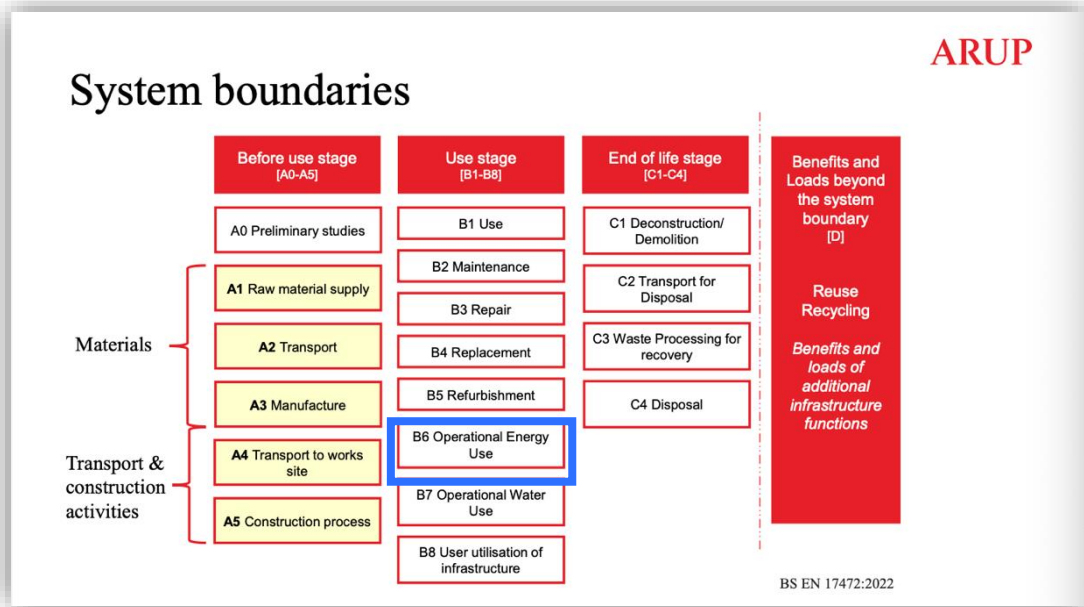 ARUP
System boundaries
Before use stage
[A0-A5]
A0 Preliminary studies
A1 Raw material supply
A2 Transport
A3 Manufacture
A4 Transport to works
site
A5 Construction process
Materials
Transport &
construction
activities
Use stage
[B1-B8]
B1 Use
B2 Maintenance
B3 Repair
B4 Replacement
B5 Refurbishment
B6 Operational Energy
Use
B7 Operational Water
Use
B8 User utilisation of
infrastructure
End of life stage
[C1-C4]
C1 Deconstruction/
Demolition
C2 Transport for
Disposal
C3 Waste Processing for
recovery
C4 Disposal
Benefits and
Loads beyond
the system
boundary
[D]
Reuse
Recycling
Benefits and
loads of
additional
infrastructure
functions
BS EN 17472:2022